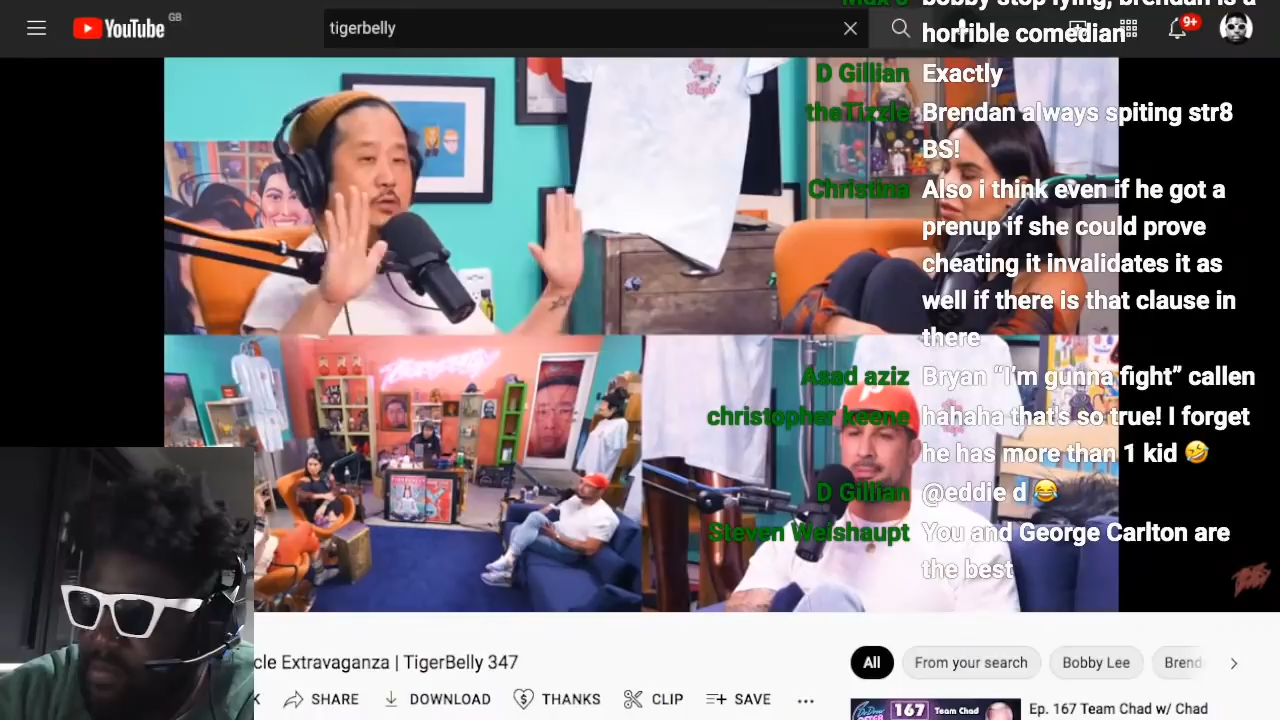 YouTube GB
tigerbelly
9+
bobby stop lying, brendan is a
horrible comedian
D Gillian Exactly
theTizzle Brendan always spiting str8
BS!
Christina Also i think even if he got a
prenup if she could prove
cheating it invalidates it as
well if there is that clause in
there
Asad aziz Bryan “I’m gunna fight” callen
christopher keene hahaha that's so true! I forget
he has more than 1 kid 🤣
D Gillian @eddie d 😂
Steven Weishaupt You and George Carlton are
the best
cle Extravaganza | TigerBelly 347
All From your search Bobby Lee Brend
SHARE DOWNLOAD THANKS CLIP SAVE ...
167 Team Chad
Ep. 167 Team Chad w/ Chad